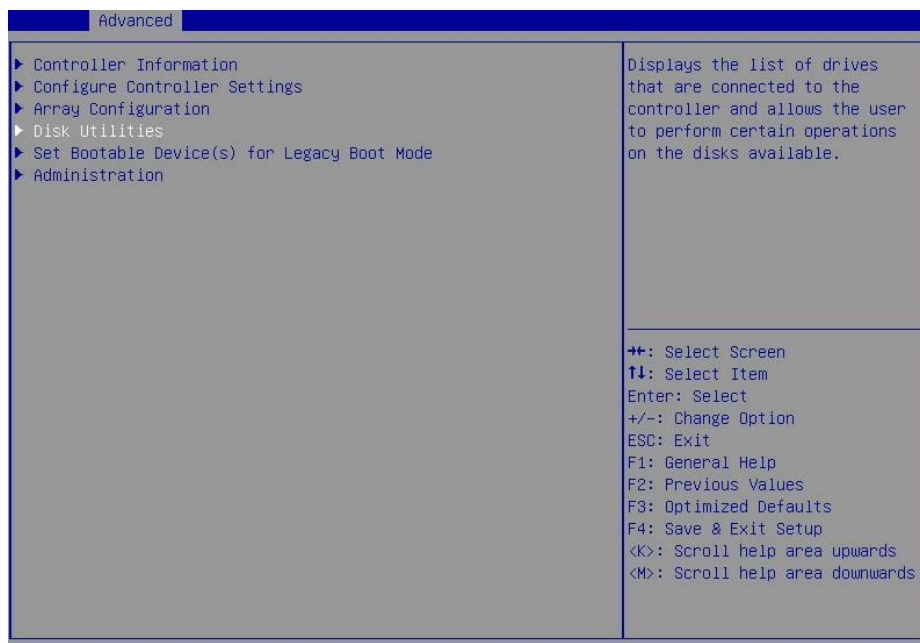 Advanced
▶ Controller Information
▶ Configure Controller Settings
▶ Array Configuration
▶ Disk Utilities
▶ Set Bootable Device(s) for Legacy Boot Mode
▶ Administration
Displays the list of drives
that are connected to the
controller and allows the user
to perform certain operations
on the disks available.
→←: Select Screen
↑↓: Select Item
Enter: Select
+/-: Change Option
ESC: Exit
F1: General Help
F2: Previous Values
F3: Optimized Defaults
F4: Save & Exit Setup
<K>: Scroll help area upwards
<M>: Scroll help area downwards